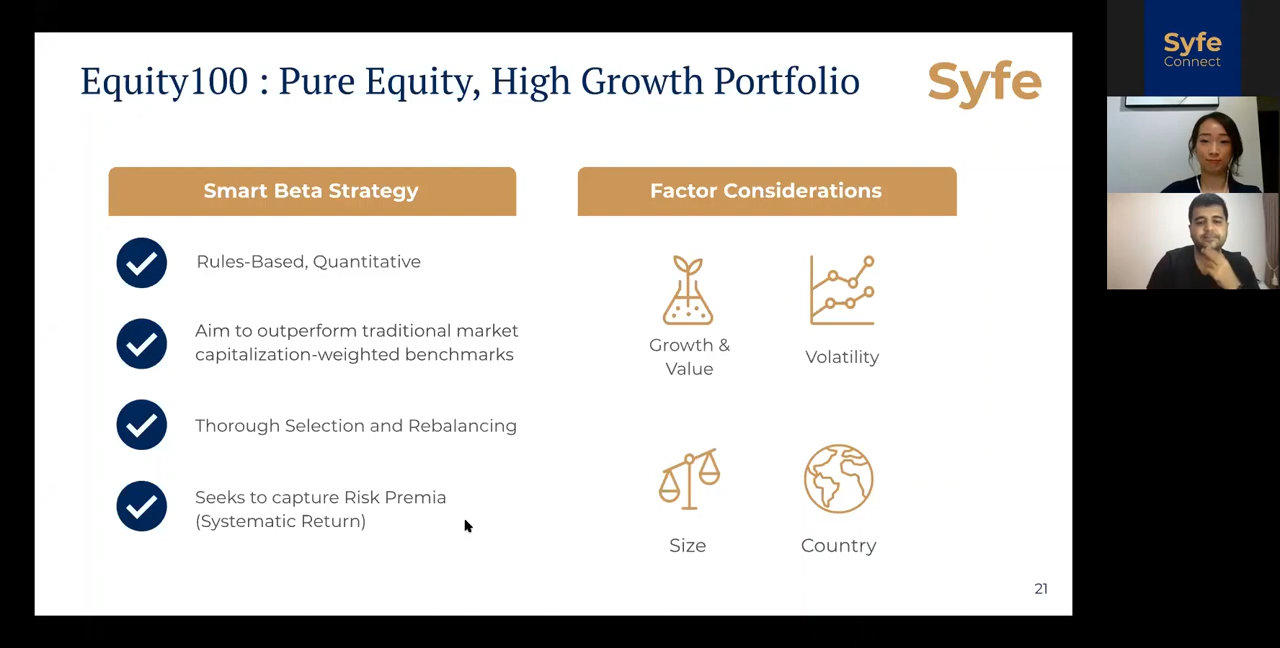 Equity100 : Pure Equity, High Growth Portfolio
Syfe
Smart Beta Strategy
Rules-Based, Quantitative
Aim to outperform traditional market
capitalization-weighted benchmarks
Thorough Selection and Rebalancing
Seeks to capture Risk Premia
(Systematic Return)
Factor Considerations
Growth &
Value
Volatility
Size
Country
21
Syfe
Connect